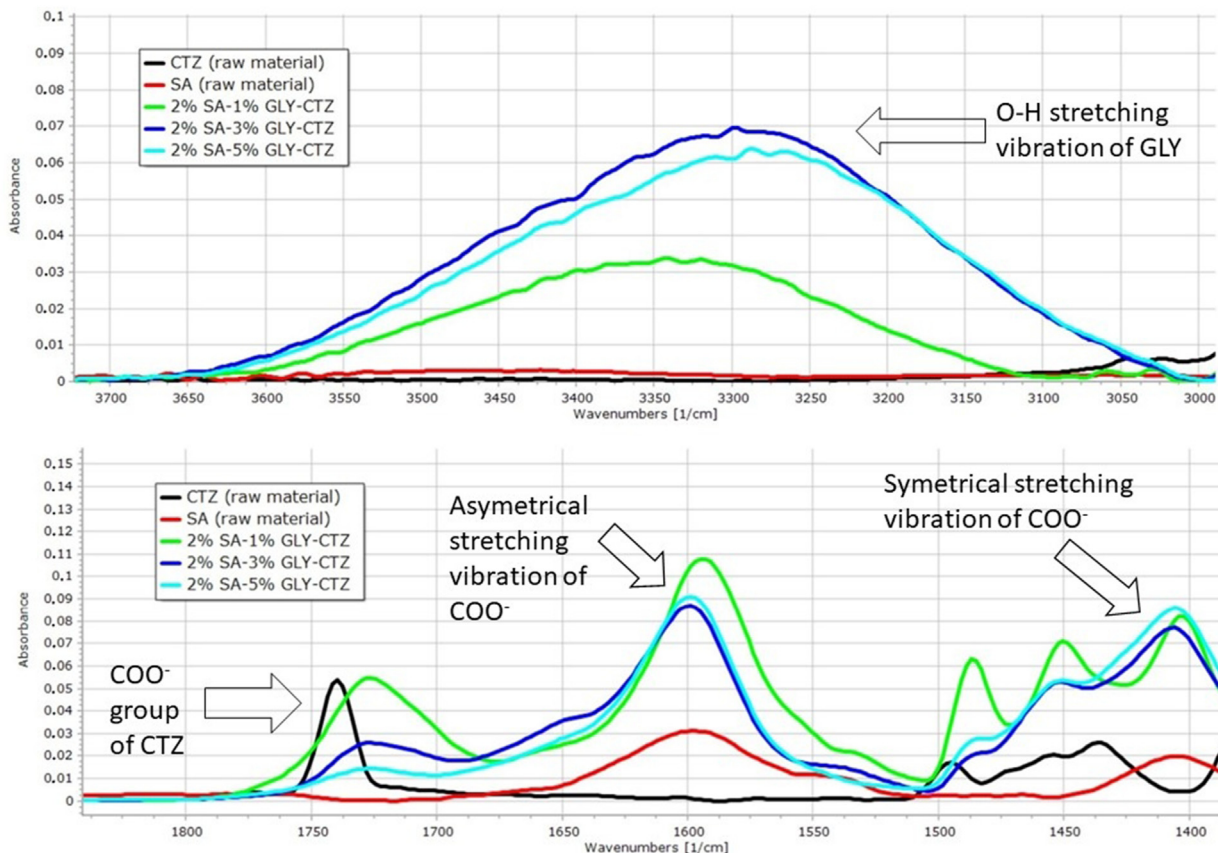 0.1
0.09
0.08
0.07
0.06
0.05
0.04
0.03
0.02
0.01
0
Absorbance
CTZ (raw material)
SA (raw material)
2% SA-1% GLY-CTZ
2% SA-3% GLY-CTZ
2% SA-5% GLY-CTZ
O-H stretching
vibration of GLY
3700 3650 3600 3550 3500 3450 3400 3350 3300 3250 3200 3150 3100 3050 3000
Wavenumbers [1/cm]
0.15
0.14
0.13
0.12
0.11
0.1
0.09
0.08
0.07
0.06
0.05
0.04
0.03
0.02
0.01
0
Absorbance
CTZ (raw material)
SA (raw material)
2% SA-1% GLY-CTZ
2% SA-3% GLY-CTZ
2% SA-5% GLY-CTZ
COO⁻
group
of CTZ
Asymetrical
stretching
vibration of
COO⁻
Symetrical stretching
vibration of COO⁻
1800 1750 1700 1650 1600 1550 1500 1450 1400
Wavenumbers [1/cm]